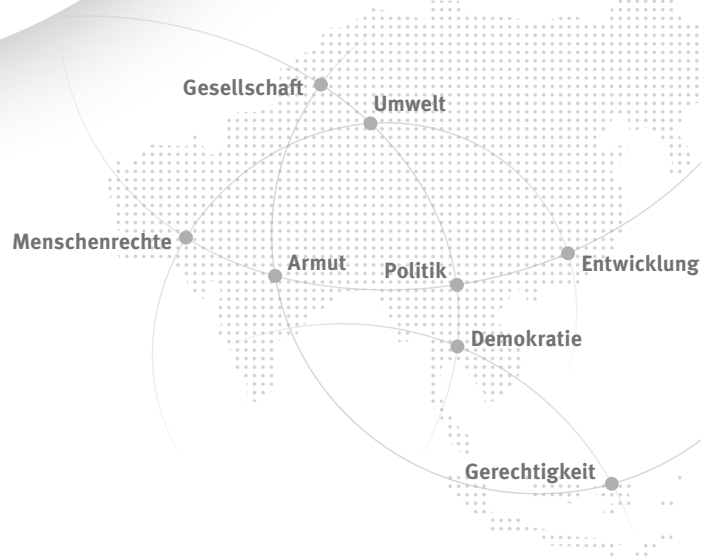 Gesellschaft
Umwelt
Menschenrechte
Armut
Politik
Entwicklung
Demokratie
Gerechtigkeit